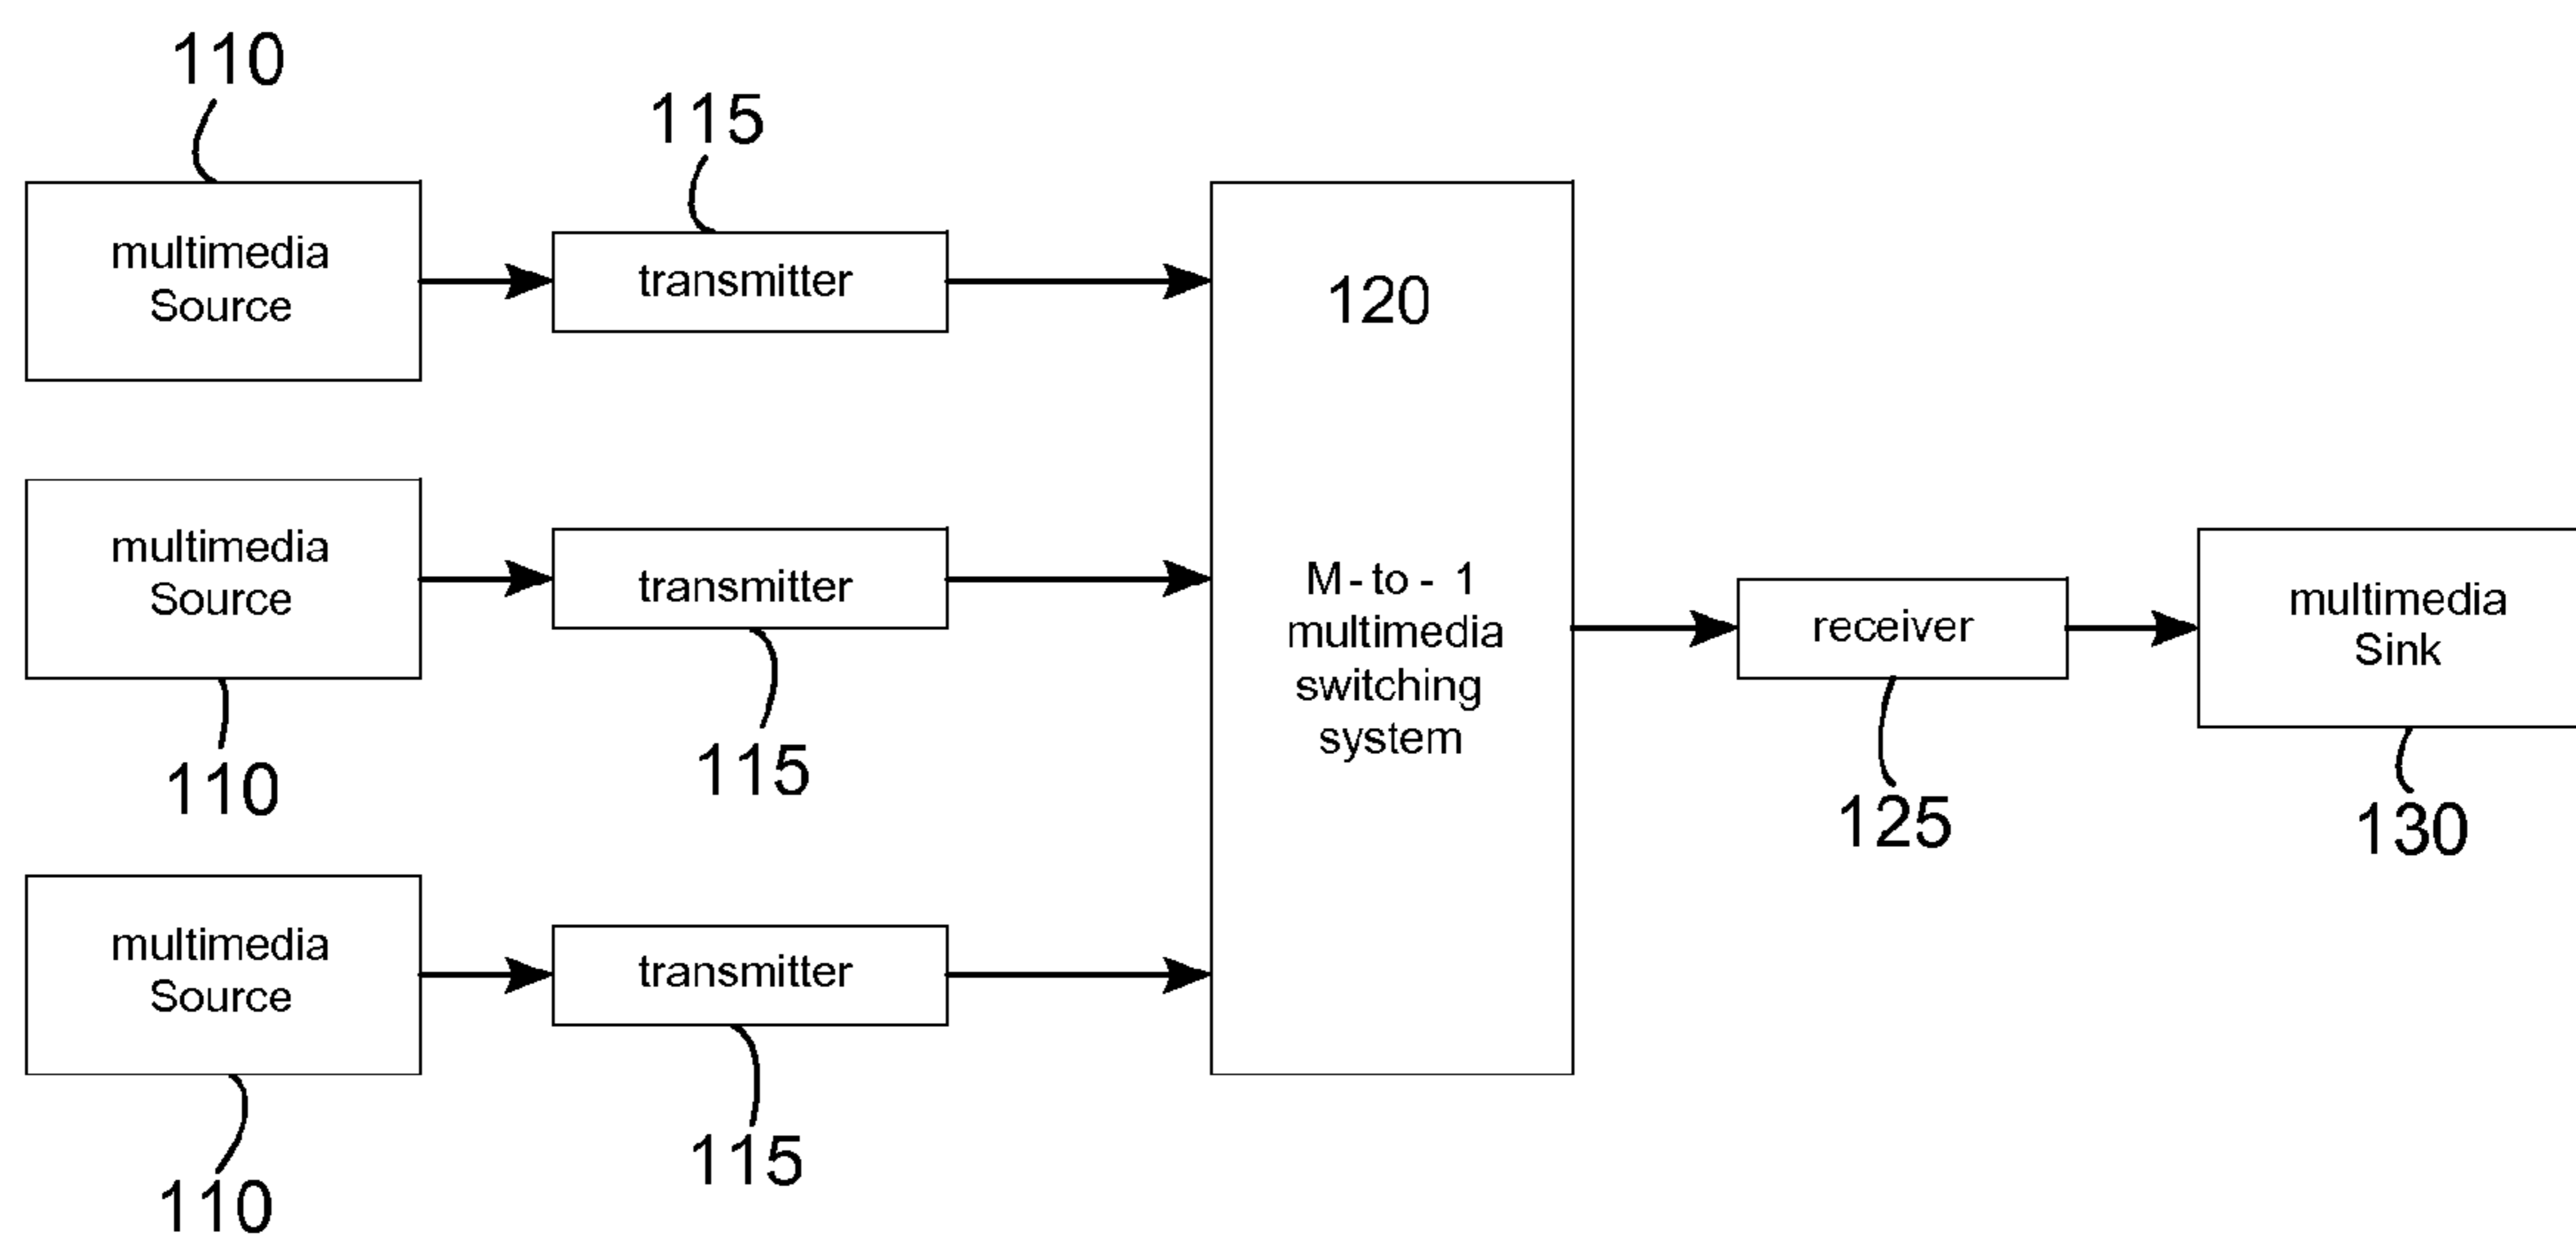 110
115
multimedia
Source
transmitter
120
multimedia
Source
transmitter
110
115
M-to- 1
multimedia
switching
system
receiver
125
multimedia
Sink
130
multimedia
Source
transmitter
110
115